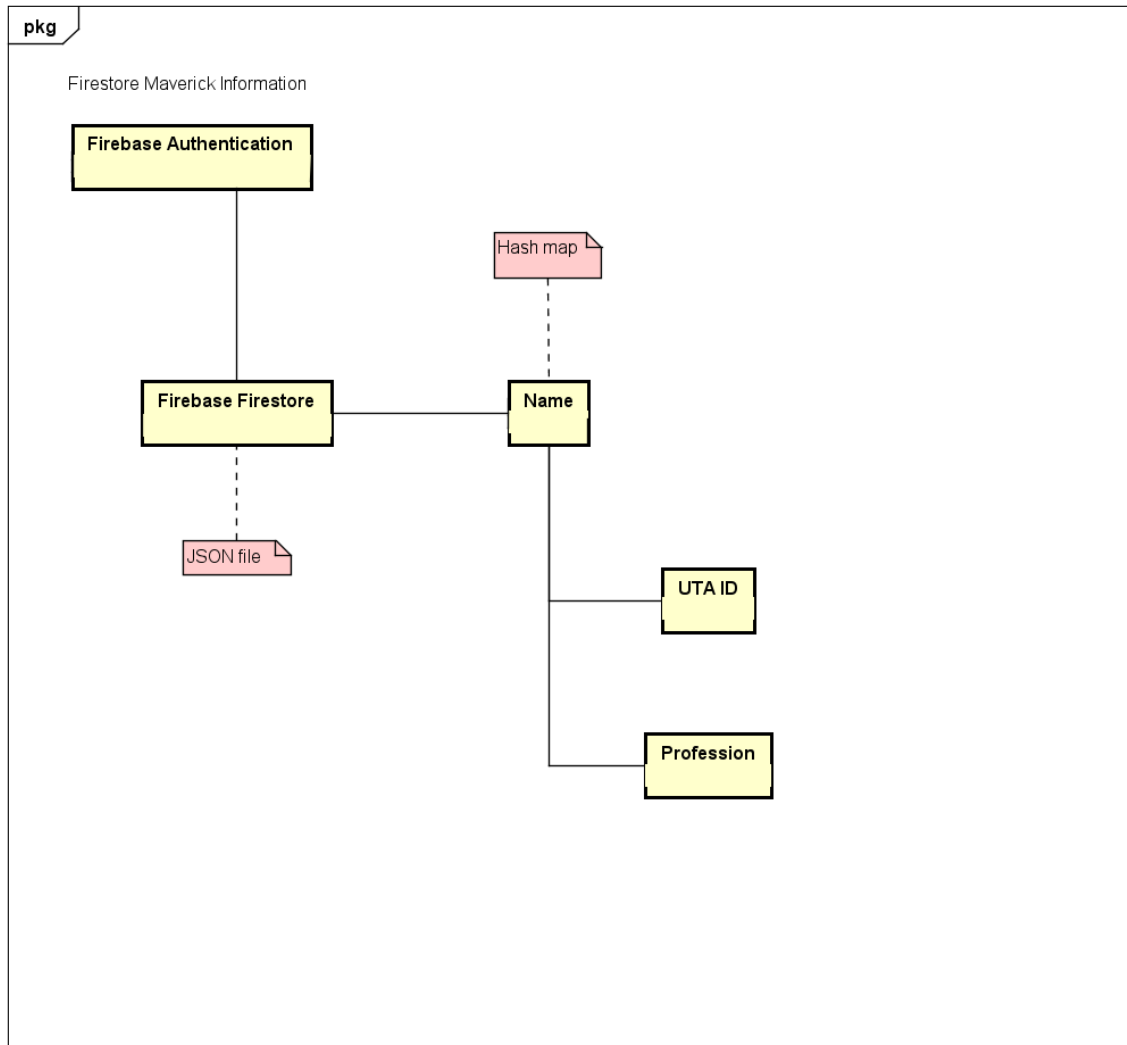 pkg
Firestore Maverick Information
Firebase Authentication
Hash map
Firebase Firestore
Name
JSON file
UTA ID
Profession